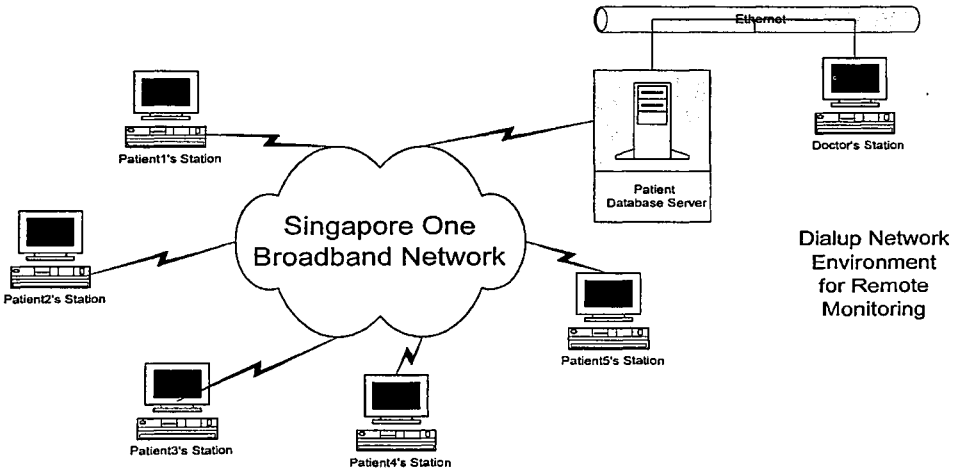 Ethernet
Patient1's Station
Doctor's Station
Patient
Database Server
Singapore One
Broadband Network
Dialup Network
Environment
for Remote
Monitoring
Patient2's Station
Patient5's Station
Patient3's Station
Patient4's Station